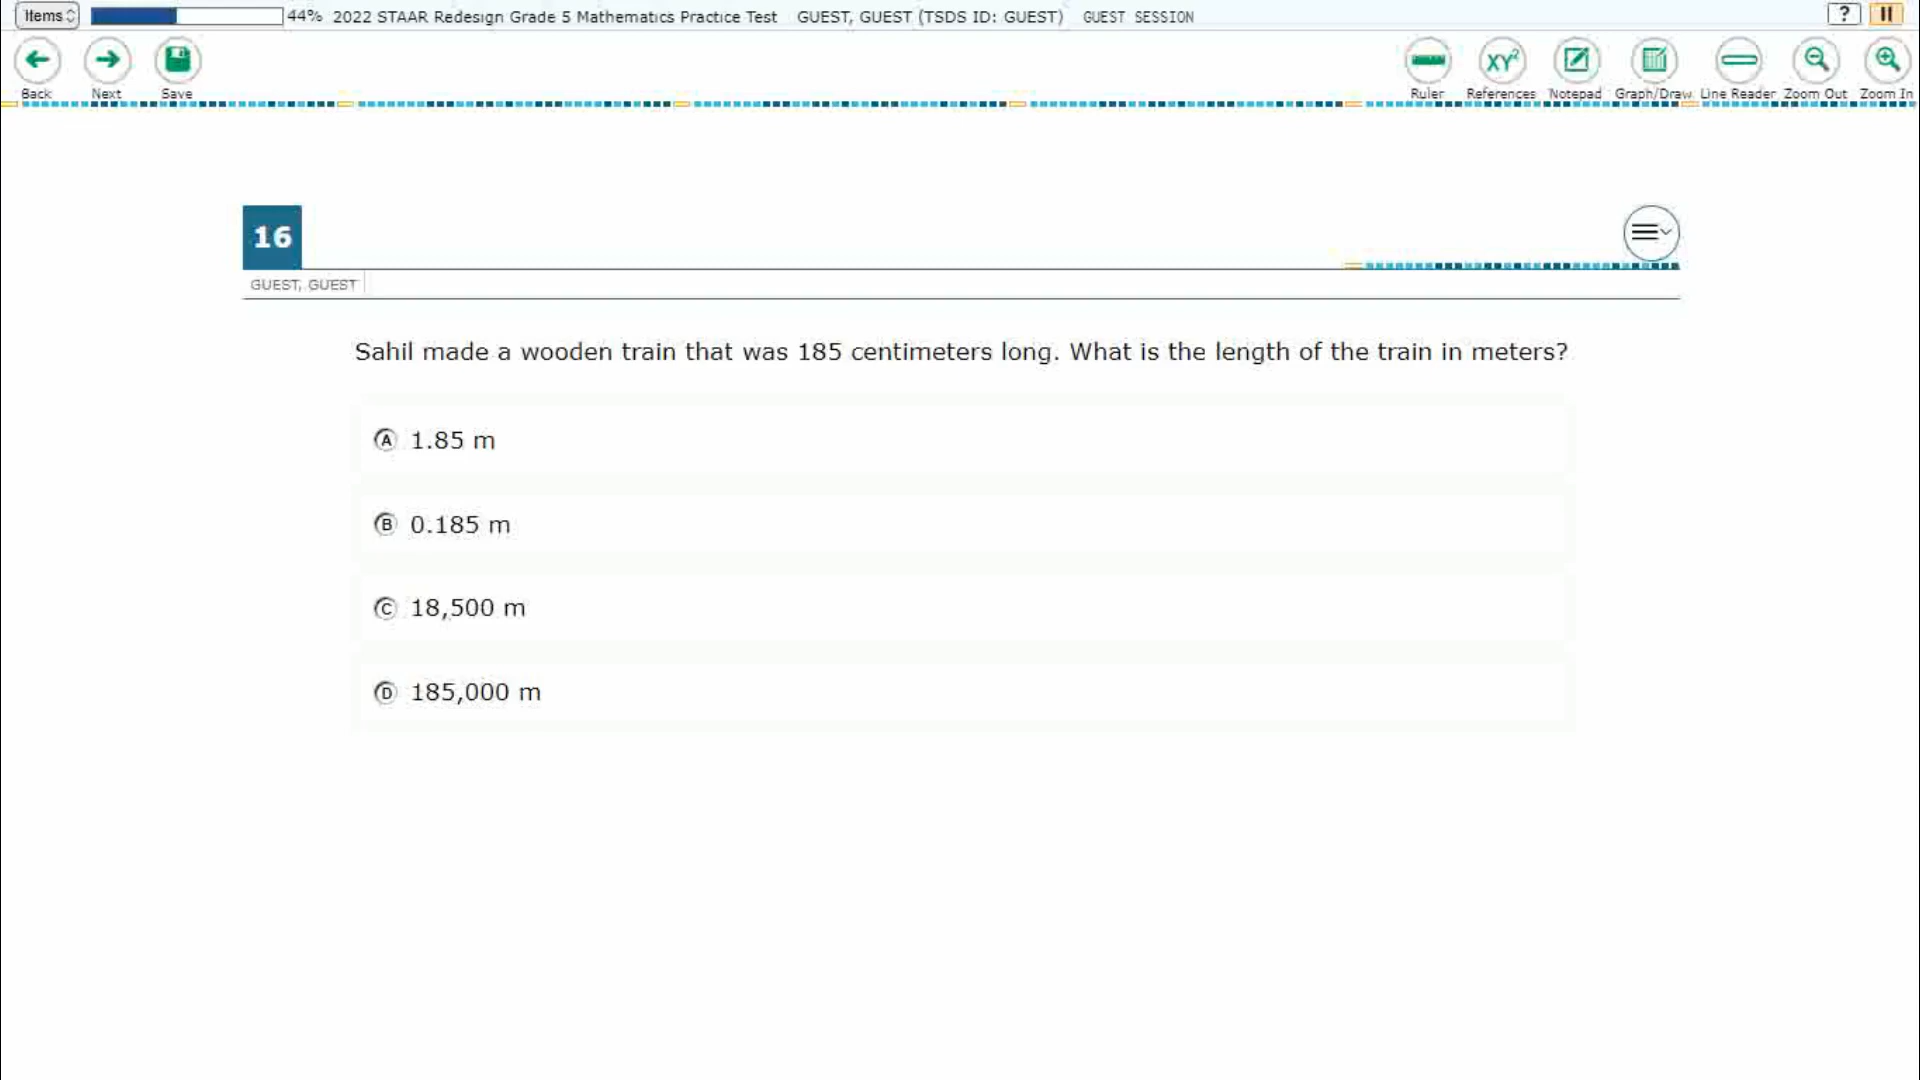 Items 44% 2022 STAAR Redesign Grade 5 Mathematics Practice Test GUEST, GUEST (TSDS ID: GUEST) GUEST SESSION ?
Back Next Save Ruler XY² References Notepad Graph/Draw Line Reader Zoom Out Zoom In
16
GUEST, GUEST
Sahil made a wooden train that was 185 centimeters long. What is the length of the train in meters?
A 1.85 m
B 0.185 m
C 18,500 m
D 185,000 m